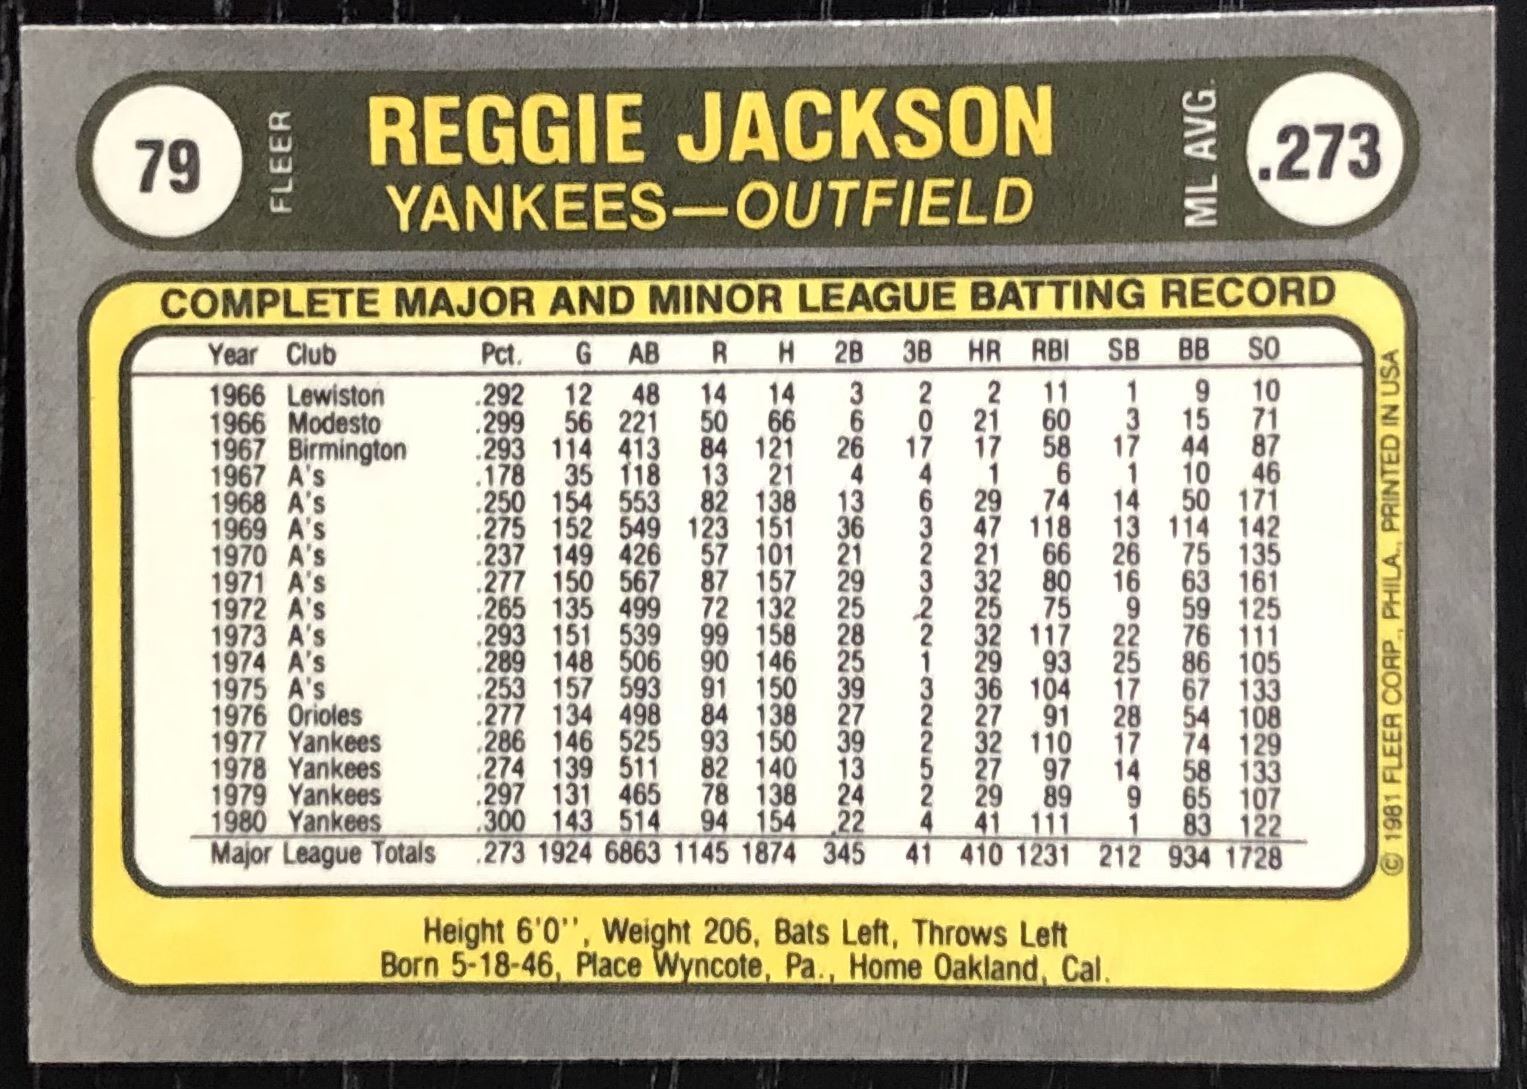 79 FLEER REGGIE JACKSON ML AVG. .273
YANKEES—OUTFIELD
COMPLETE MAJOR AND MINOR LEAGUE BATTING RECORD
Year Club Pct. G AB R H 2B 3B HR RBI SB BB SO
1966 Lewiston .292 12 48 14 14 3 2 2 11 1 9 10
1966 Modesto .299 56 221 50 66 6 0 21 60 3 15 71
1967 Birmington .293 114 413 84 121 26 17 17 58 17 44 87
1967 A's .178 35 118 13 21 4 4 1 6 1 10 46
1968 A's .250 154 553 82 138 13 6 29 74 14 50 171
1969 A's .275 152 549 123 151 36 3 47 118 13 114 142
1970 A's .237 149 426 57 101 21 2 21 66 26 75 135
1971 A's .277 150 567 87 157 29 3 32 80 16 63 161
1972 A's .265 135 499 72 132 25 2 25 75 9 59 125
1973 A's .293 151 539 99 158 28 2 32 117 22 76 111
1974 A's .289 148 506 90 146 25 1 29 93 25 86 105
1975 A's .253 157 593 91 150 39 3 36 104 17 67 133
1976 Orioles .277 134 498 84 138 27 2 27 91 28 54 108
1977 Yankees .286 146 525 93 150 39 2 32 110 17 74 129
1978 Yankees .274 139 511 82 140 13 5 27 97 14 58 133
1979 Yankees .297 131 465 78 138 24 2 29 89 9 65 107
1980 Yankees .300 143 514 94 154 22 4 41 111 1 83 122
Major League Totals .273 1924 6863 1145 1874 345 41 410 1231 212 934 1728
Height 6'0'', Weight 206, Bats Left, Throws Left
Born 5-18-46, Place Wyncote, Pa., Home Oakland, Cal.
© 1981 FLEER CORP., PHILA., PRINTED IN USA